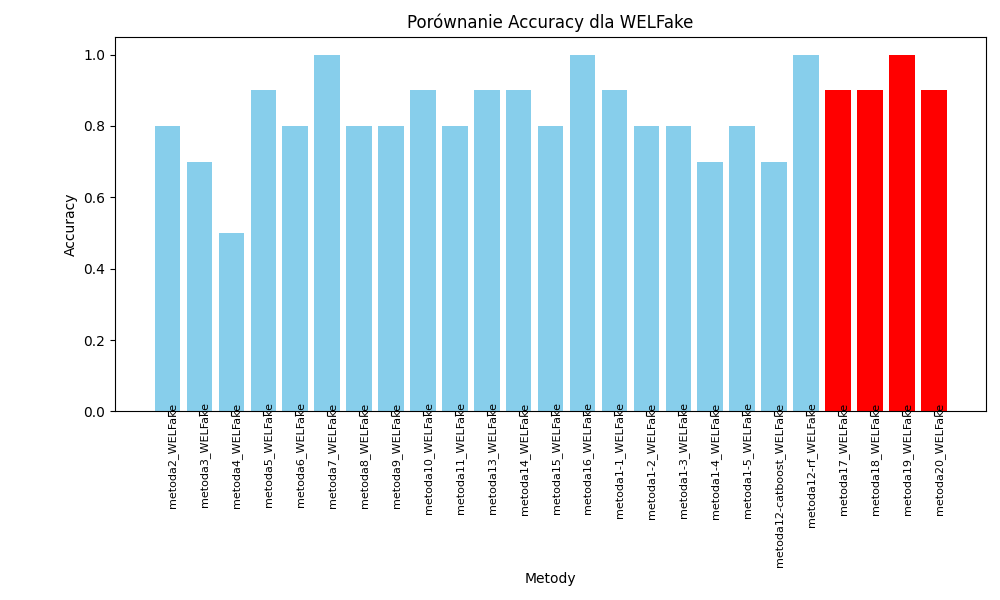 Porównanie Accuracy dla WELFake
Accuracy
1.0
0.8
0.6
0.4
0.2
0.0
metoda2_WELFake
metoda3_WELFake
metoda4_WELFake
metoda5_WELFake
metoda6_WELFake
metoda7_WELFake
metoda8_WELFake
metoda9_WELFake
metoda10_WELFake
metoda11_WELFake
metoda13_WELFake
metoda14_WELFake
metoda15_WELFake
metoda16_WELFake
metoda1-1_WELFake
metoda1-2_WELFake
metoda1-3_WELFake
metoda1-4_WELFake
metoda1-5_WELFake
metoda12-catboost_WELFake
metoda12-rf_WELFake
metoda17_WELFake
metoda18_WELFake
metoda19_WELFake
metoda20_WELFake
Metody